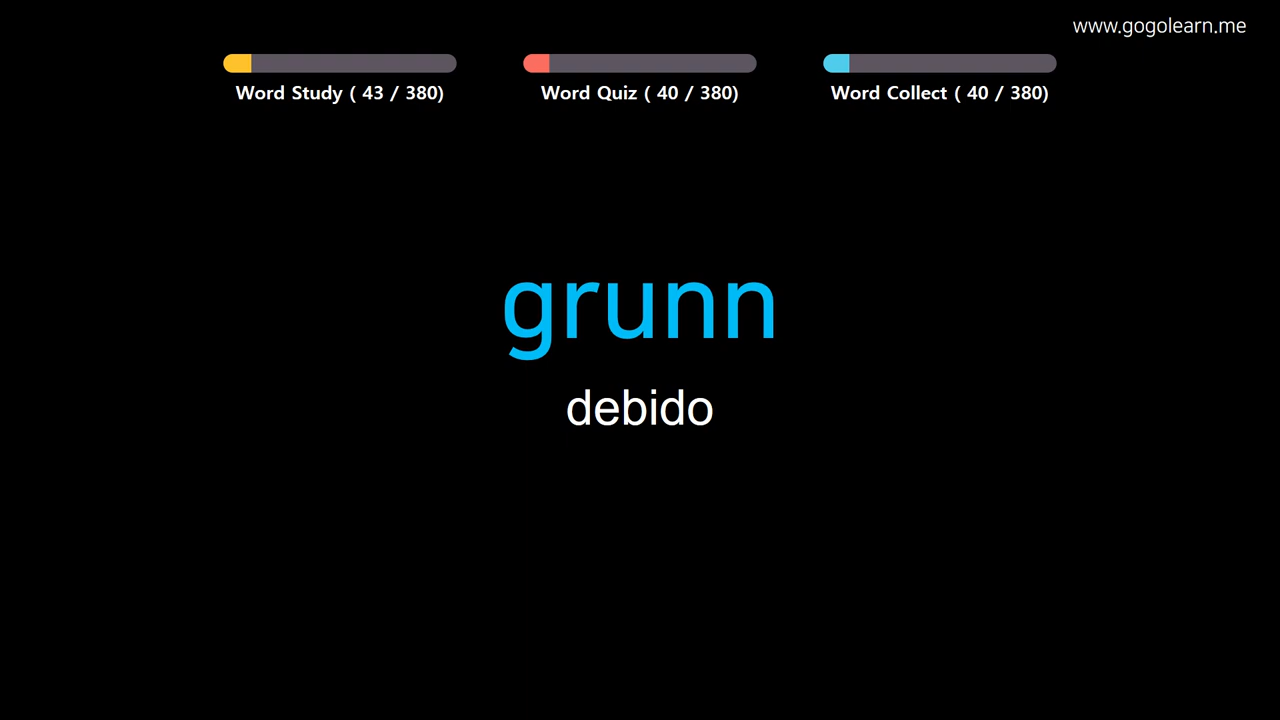 www.gogolearn.me
Word Study ( 43 / 380)
Word Quiz ( 40 / 380)
Word Collect ( 40 / 380)
grunn
debido